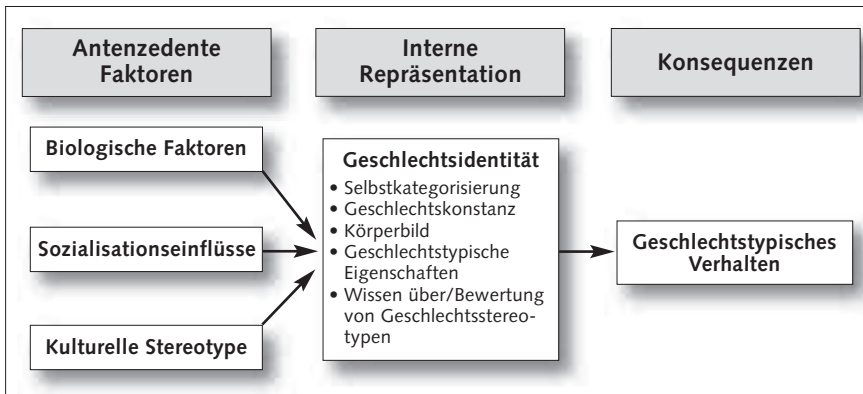 Antezedente
Faktoren
Interne
Repräsentation
Konsequenzen
Biologische Faktoren
Sozialisationseinflüsse
Kulturelle Stereotype
Geschlechtsidentität
• Selbstkategorisierung
• Geschlechtskonstanz
• Körperbild
• Geschlechtstypische
Eigenschaften
• Wissen über/Bewertung
von Geschlechtsstereo-
typen
Geschlechtstypisches
Verhalten